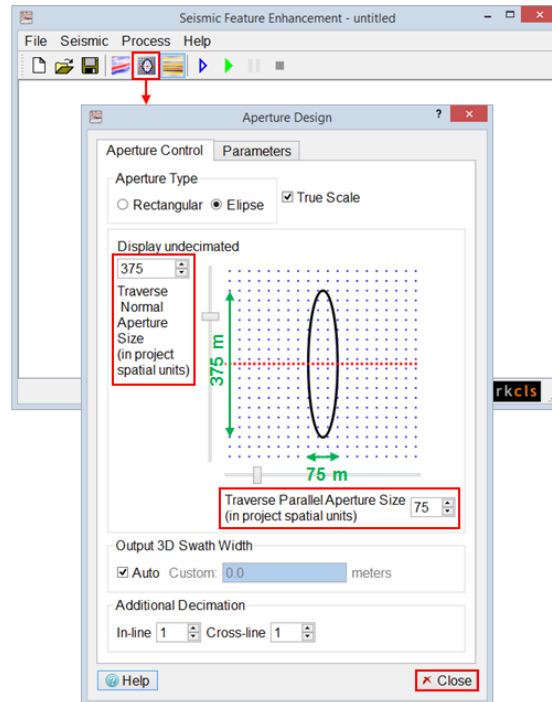 Seismic Feature Enhancement - untitled
File Seismic Process Help
Aperture Design
?
Aperture Control Parameters
Aperture Type
Rectangular Elipse True Scale
Display undecimated
375
Traverse
Normal
Aperture
Size
(in project
spatial units)
375 m
75 m
Traverse Parallel Aperture Size
(in project spatial units)
75
Output 3D Swath Width
Auto Custom: 0.0 meters
Additional Decimation
In-line 1 Cross-line 1
Help Close
rkcls